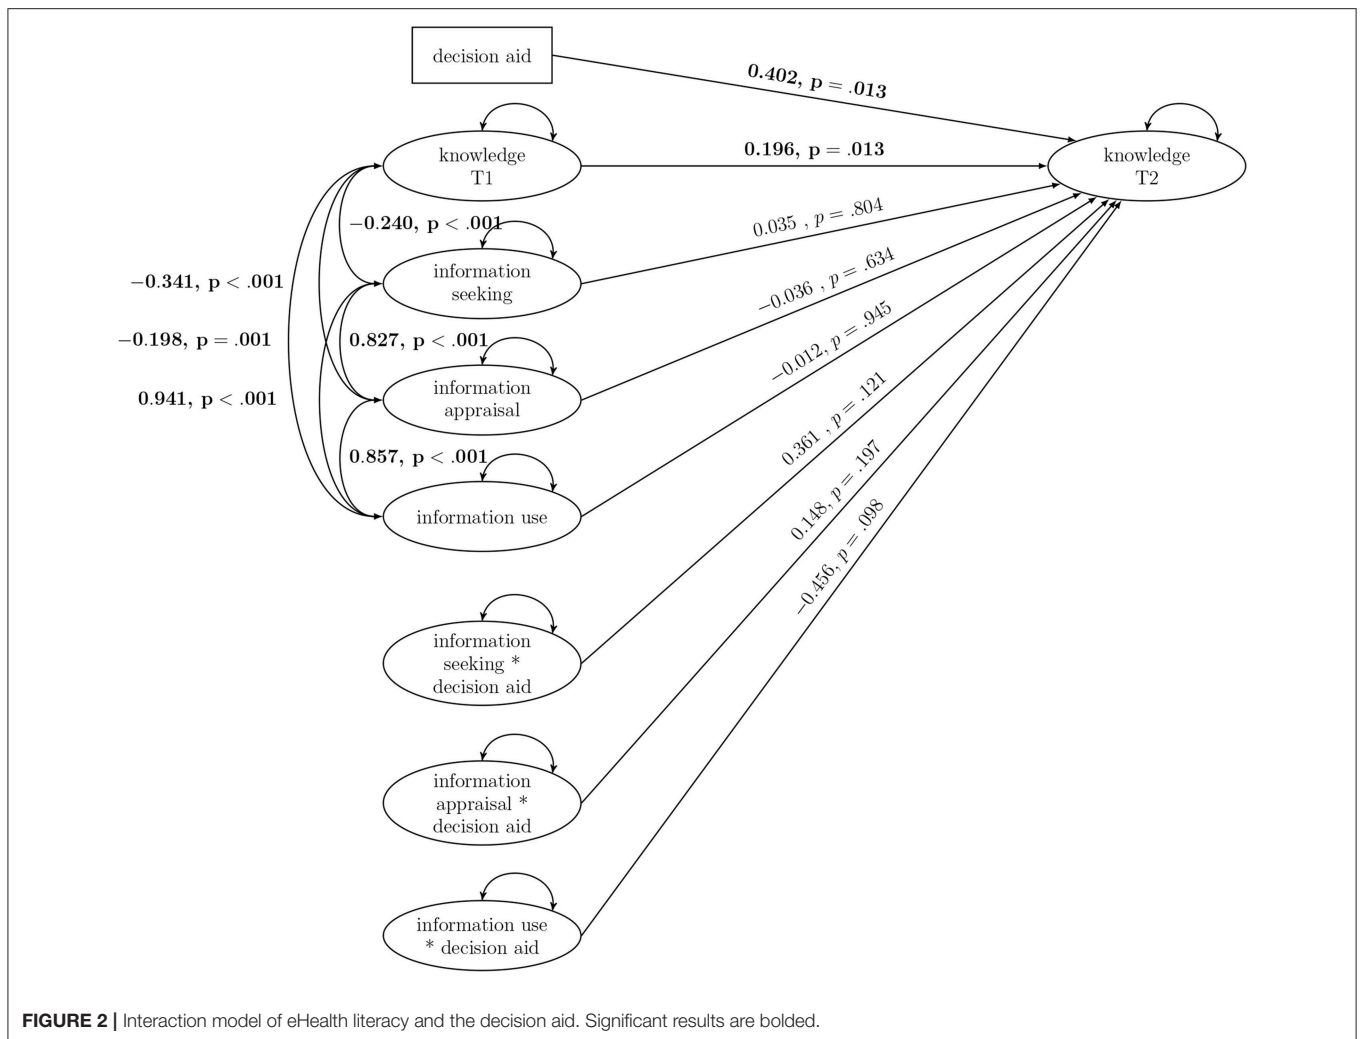 decision aid
0.402, p = .013
knowledge
T1
0.196, p = .013
knowledge
T2
−0.240, p < .001
0.035 , p = .804
information
seeking
−0.341, p < .001
−0.036 , p = .634
−0.198, p = .001
0.827, p < .001
−0.012, p = .945
information
appraisal
0.941, p < .001
0.361 , p = .121
0.857, p < .001
0.148, p = .197
information use
−0.456, p = .098
information
seeking *
decision aid
information
appraisal *
decision aid
information use
* decision aid
FIGURE 2 | Interaction model of eHealth literacy and the decision aid. Significant results are bolded.